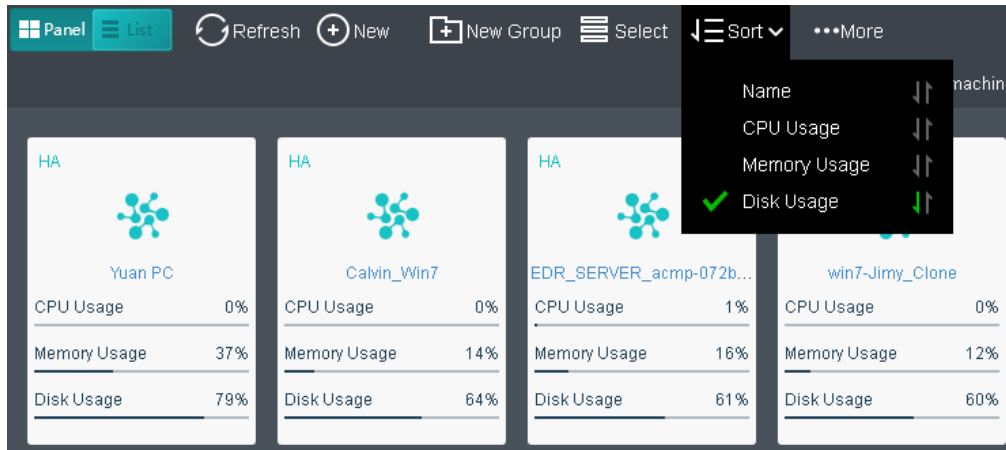 Panel List Refresh New New Group Select Sort •••More
machin
Name
CPU Usage
Memory Usage
Disk Usage
HA
Yuan PC
CPU Usage 0%
Memory Usage 37%
Disk Usage 79%
HA
Calvin_Win7
CPU Usage 0%
Memory Usage 14%
Disk Usage 64%
HA
EDR_SERVER_acmp-072b...
CPU Usage 1%
Memory Usage 16%
Disk Usage 61%
win7-Jimy_Clone
CPU Usage 0%
Memory Usage 12%
Disk Usage 60%